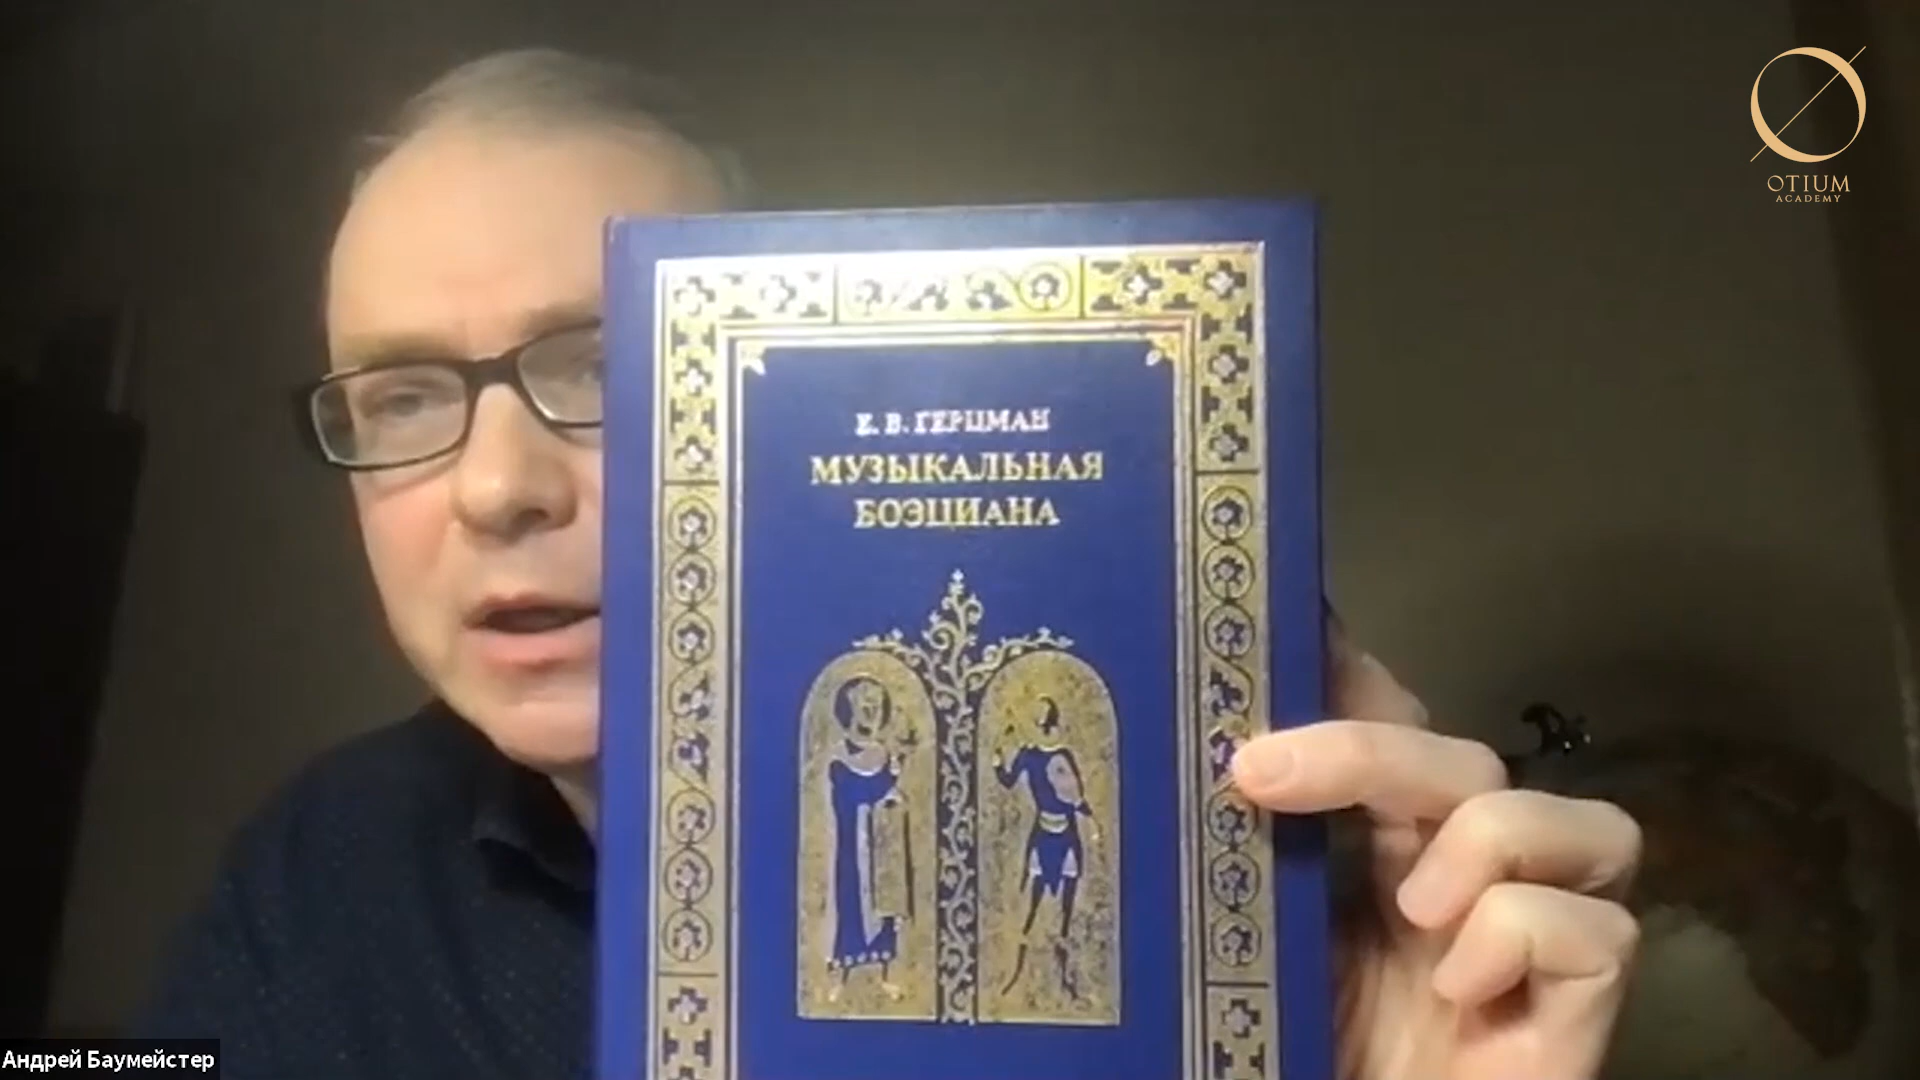 OTIUM
ACADEMY
Е. В. ГЕРЦМАН
МУЗЫКАЛЬНАЯ
БОЭЦИАНА
Андрей Баумейстер